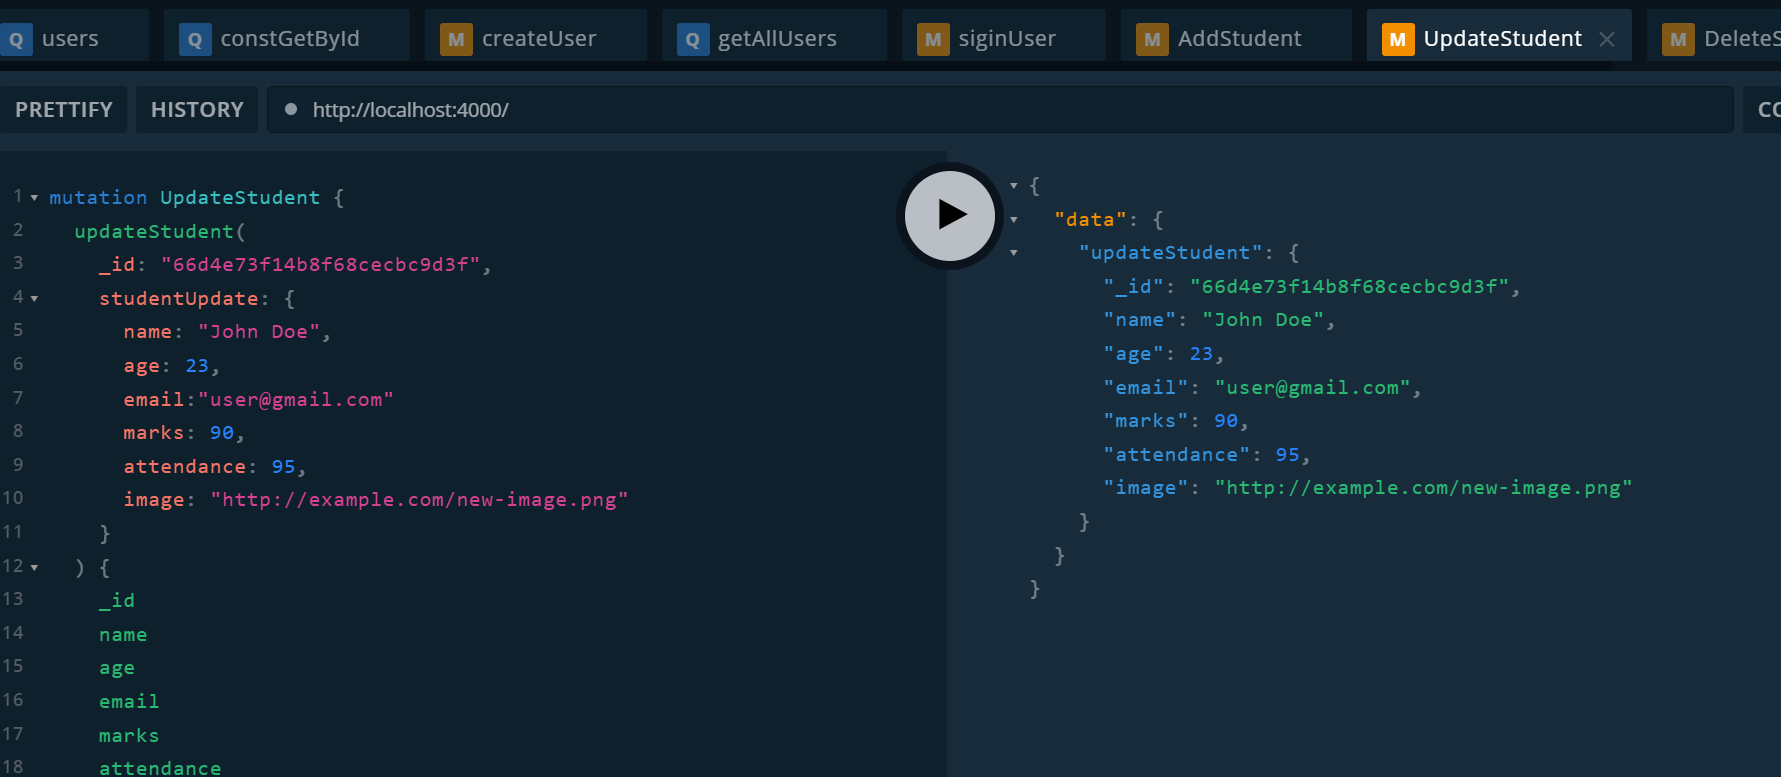 Q users Q constGetById M createUser Q getAllUsers M siginUser M AddStudent M UpdateStudent × M DeleteS
PRETTIFY HISTORY http://localhost:4000/ CO
1 mutation UpdateStudent {
2 updateStudent(
3 _id: "66d4e73f14b8f68cecbc9d3f",
4 studentUpdate: {
5 name: "John Doe",
6 age: 23,
7 email:"user@gmail.com"
8 marks: 90,
9 attendance: 95,
10 image: "http://example.com/new-image.png"
11 }
12 ) {
13 _id
14 name
15 age
16 email
17 marks
18 attendance
{
"data": {
"updateStudent": {
"_id": "66d4e73f14b8f68cecbc9d3f",
"name": "John Doe",
"age": 23,
"email": "user@gmail.com",
"marks": 90,
"attendance": 95,
"image": "http://example.com/new-image.png"
}
}
}